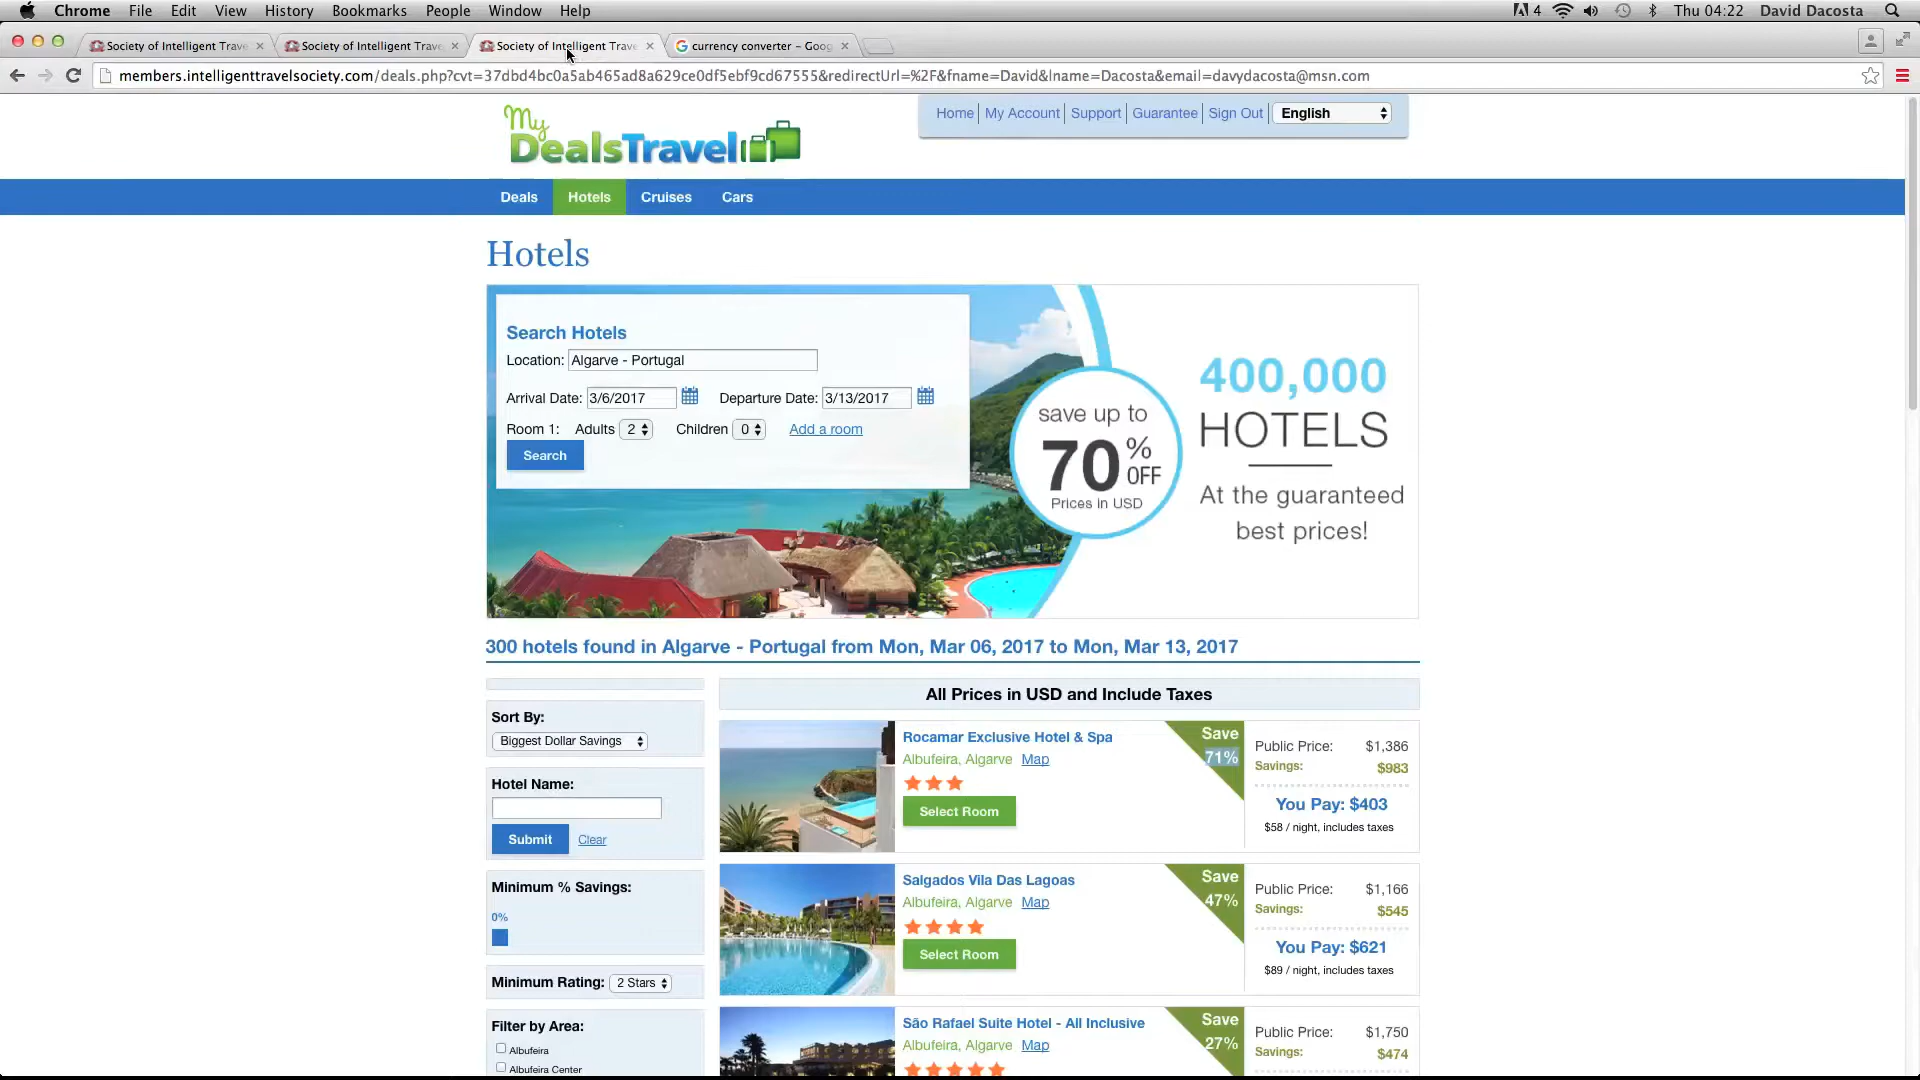 Chrome File Edit View History Bookmarks People Window Help 4 Thu 04:22 David Dacosta
Society of Intelligent Trave Society of Intelligent Trave Society of Intelligent Trave currency converter - Goog
members.intelligenttravelsociety.com/deals.php?cvt=37dbd4bc0a5ab465ad8a629ce0df5ebf9cd67555&redirectUrl=%2F&fname=David&lname=Dacosta&email=davydacosta@msn.com
Home My Account Support Guarantee Sign Out English
My
DealsTravel
Deals Hotels Cruises Cars
Hotels
Search Hotels
Location: Algarve - Portugal
Arrival Date: 3/6/2017 Departure Date: 3/13/2017
Room 1: Adults 2 Children 0 Add a room
Search
save up to
70% OFF
Prices in USD
400,000
HOTELS
At the guaranteed
best prices!
300 hotels found in Algarve - Portugal from Mon, Mar 06, 2017 to Mon, Mar 13, 2017
Sort By:
Biggest Dollar Savings
Hotel Name:
Submit Clear
Minimum % Savings:
0%
Minimum Rating: 2 Stars
Filter by Area:
Albufeira
Albufeira Center
All Prices in USD and Include Taxes
Rocamar Exclusive Hotel & Spa
Albufeira, Algarve Map
Select Room
Save
71%
Public Price: $1,386
Savings: $983
You Pay: $403
$58 / night, includes taxes
Salgados Vila Das Lagoas
Albufeira, Algarve Map
Select Room
Save
47%
Public Price: $1,166
Savings: $545
You Pay: $621
$89 / night, includes taxes
São Rafael Suite Hotel - All Inclusive
Albufeira, Algarve Map
Save
27%
Public Price: $1,750
Savings: $474